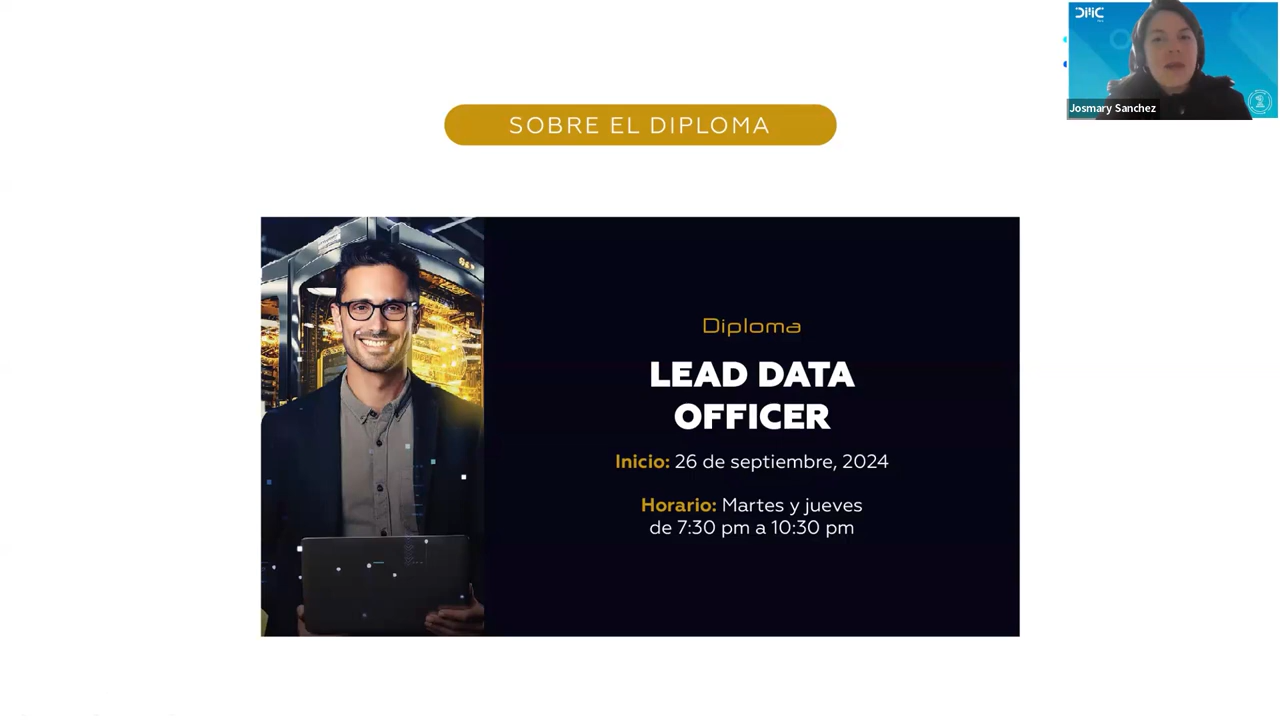 DMC
Josmary Sanchez
SOBRE EL DIPLOMA
Diploma
LEAD DATA
OFFICER
Inicio: 26 de septiembre, 2024
Horario: Martes y jueves
de 7:30 pm a 10:30 pm